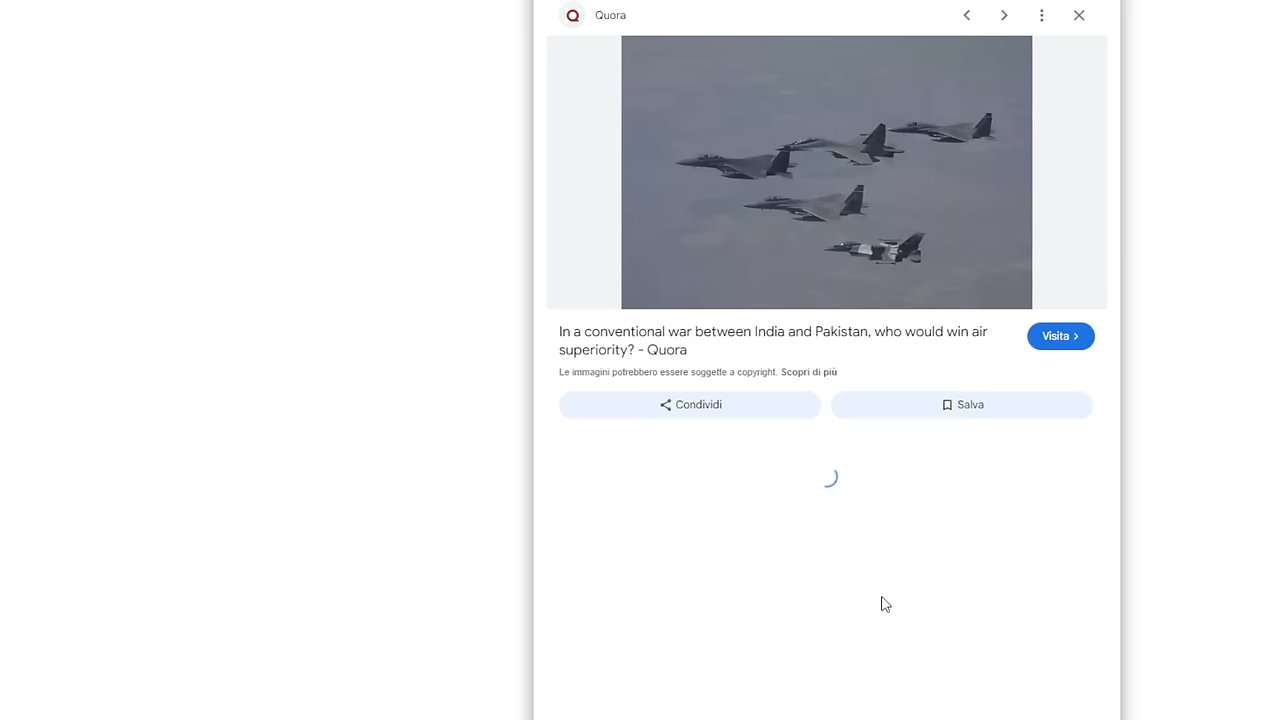 Quora
In a conventional war between India and Pakistan, who would win air
superiority? - Quora
Visita
Le immagini potrebbero essere soggette a copyright. Scopri di più
Condividi
Salva